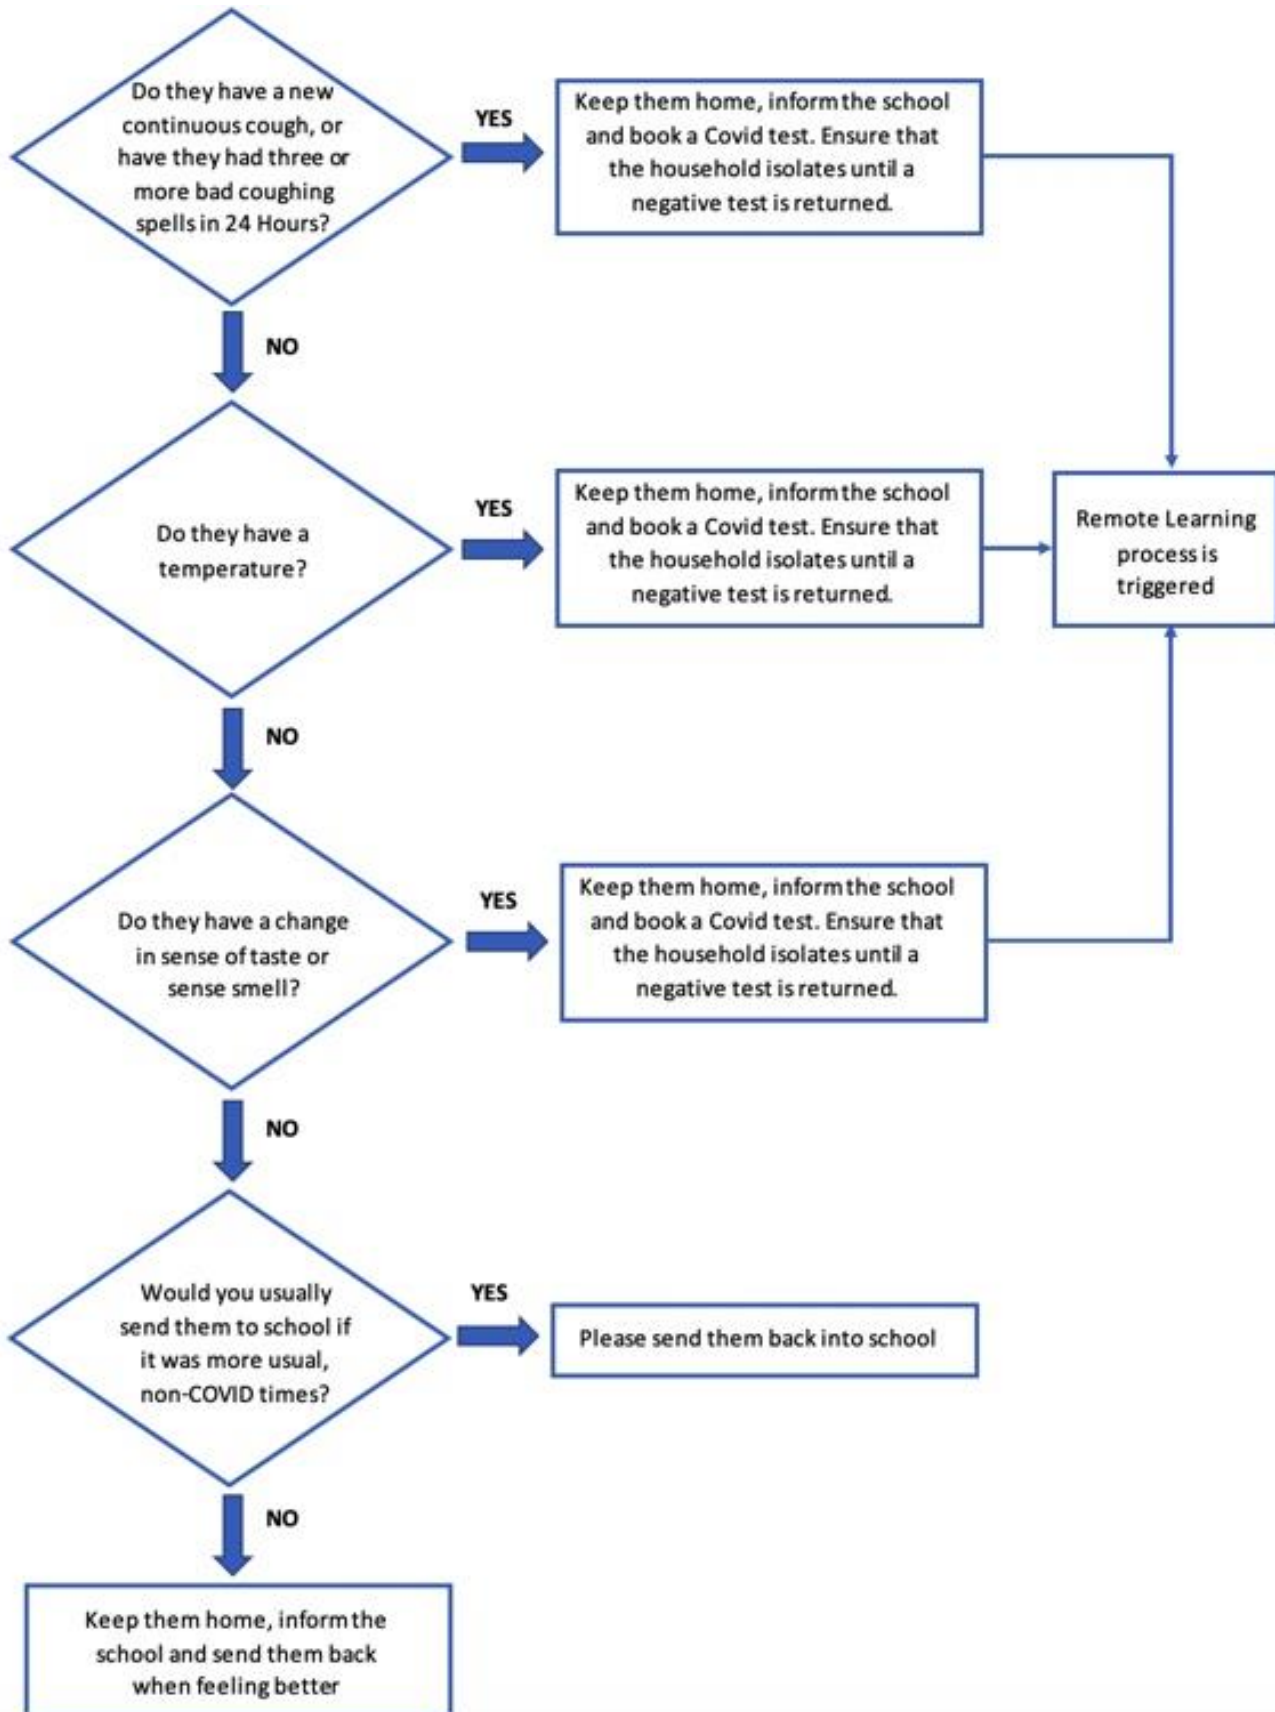 Do they have a new
continuous cough, or
have they had three or
more bad coughing
spells in 24 Hours?
YES
Keep them home, inform the school
and book a Covid test. Ensure that
the household isolates until a
negative test is returned.
NO
Do they have a
temperature?
YES
Keep them home, inform the school
and book a Covid test. Ensure that
the household isolates until a
negative test is returned.
Remote Learning
process is
triggered
NO
Do they have a change
in sense of taste or
sense smell?
YES
Keep them home, inform the school
and book a Covid test. Ensure that
the household isolates until a
negative test is returned.
NO
Would you usually
send them to school if
it was more usual,
non-COVID times?
YES
Please send them back into school
NO
Keep them home, inform the
school and send them back
when feeling better